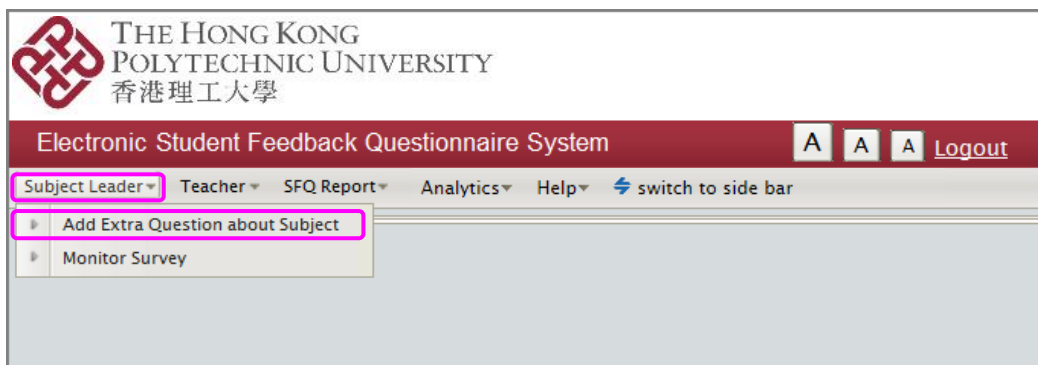 THE HONG KONG
POLYTECHNIC UNIVERSITY
香港理工大學
Electronic Student Feedback Questionnaire System A A A Logout
Subject Leader Teacher SFQ Report Analytics Help switch to side bar
Add Extra Question about Subject
Monitor Survey